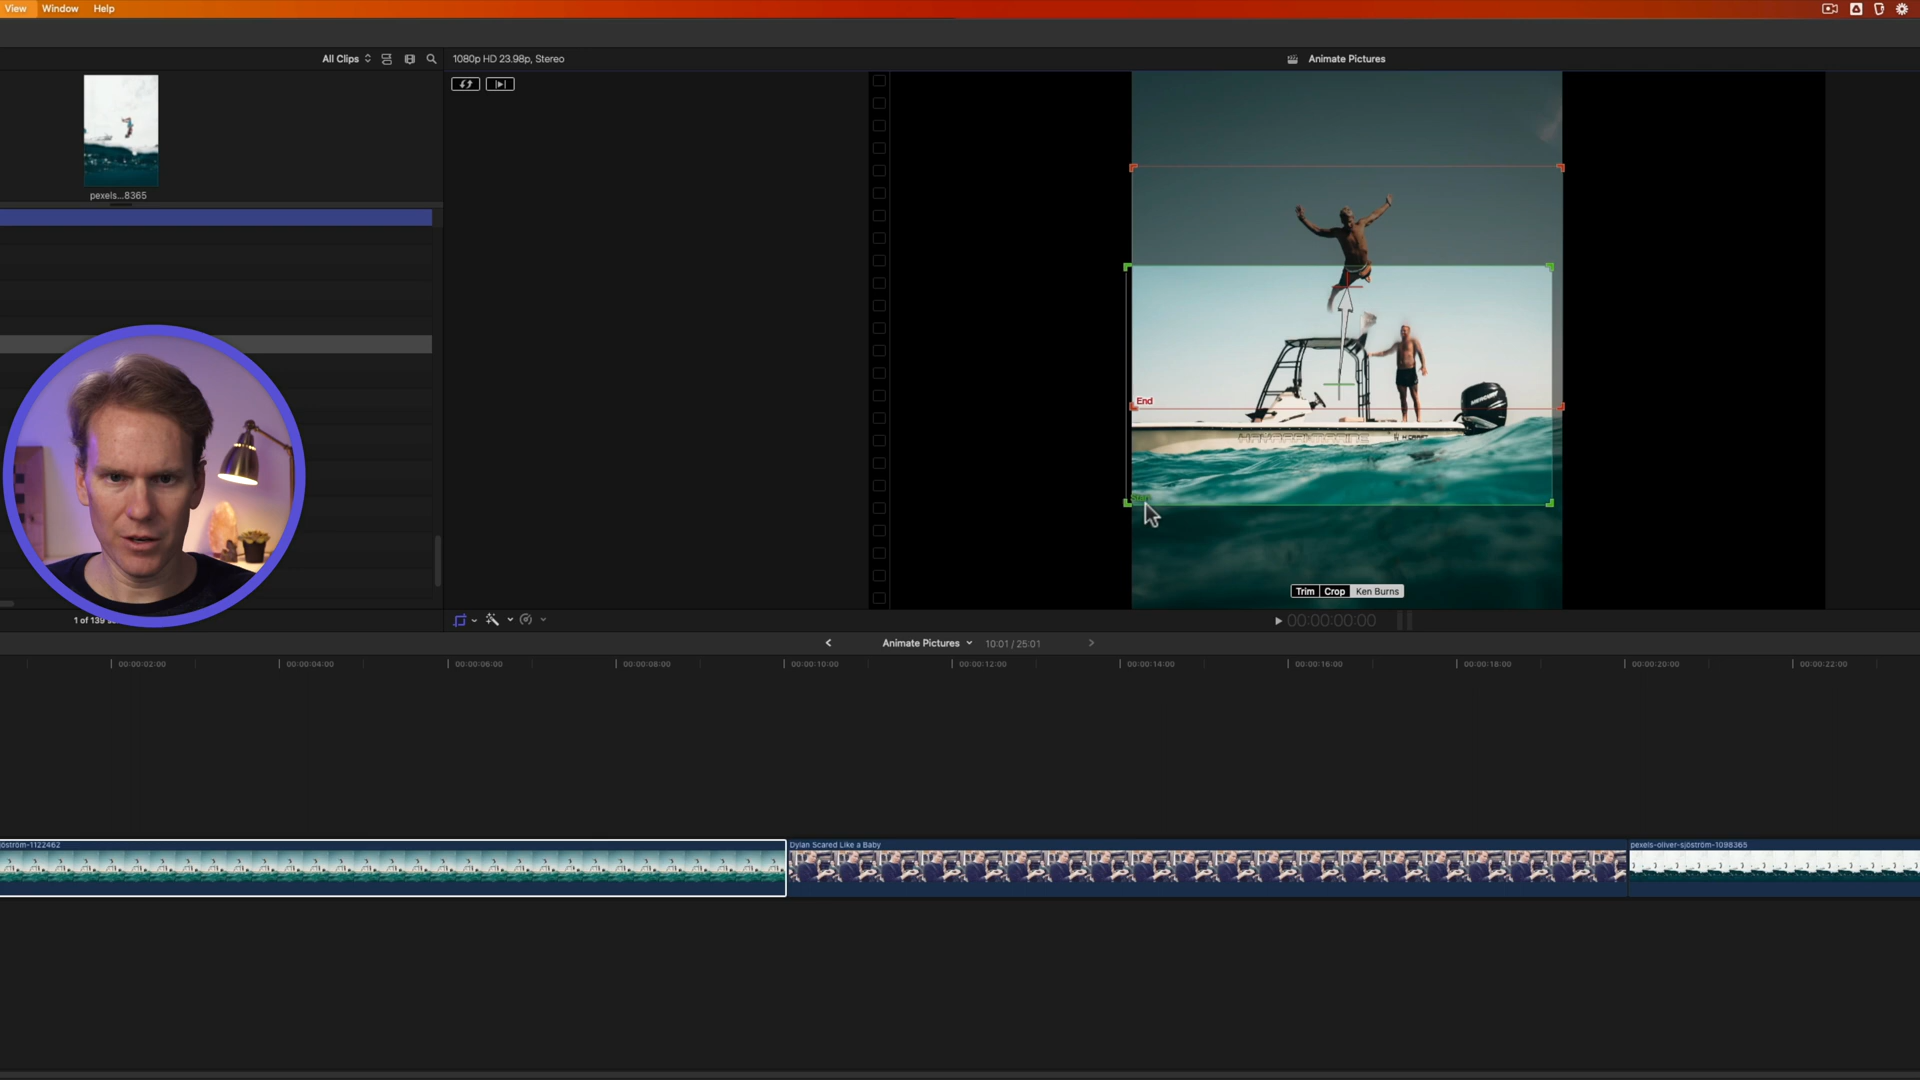 View Window Help
All Clips
1080p HD 23.98p, Stereo
Animate Pictures
pexels...8365
End
Start
MERCURY
Trim Crop Ken Burns
1 of 139
00:00:00:00
Animate Pictures 10:01 / 25:01
00:00:02:00 00:00:04:00 00:00:06:00 00:00:08:00 00:00:10:00 00:00:12:00 00:00:14:00 00:00:16:00 00:00:18:00 00:00:20:00 00:00:22:00
öström-1122462
Dylan Scared Like a Baby
pexels-oliver-sjöström-1098365